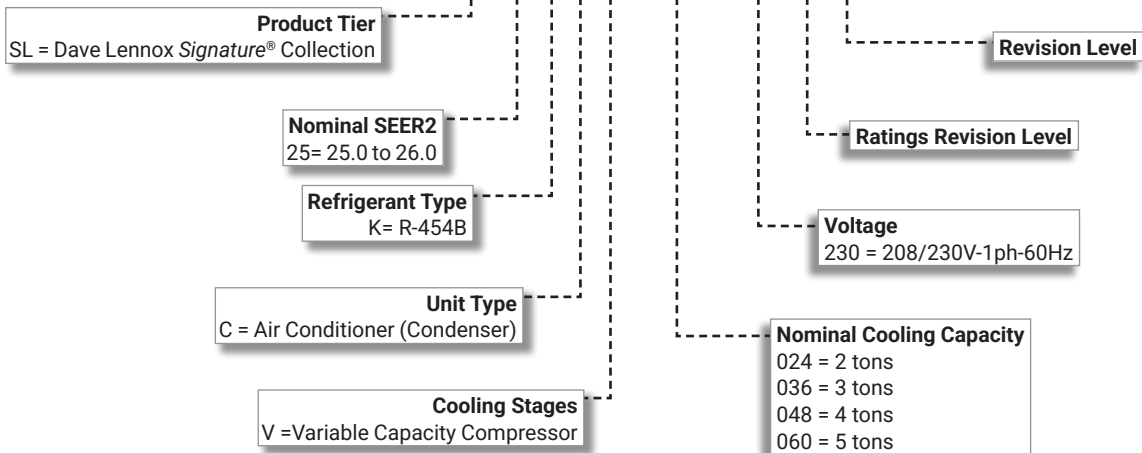 Product Tier
SL = Dave Lennox Signature® Collection
Revision Level
Nominal SEER2
25= 25.0 to 26.0
Ratings Revision Level
Refrigerant Type
K= R-454B
Voltage
230 = 208/230V-1ph-60Hz
Unit Type
C = Air Conditioner (Condenser)
Nominal Cooling Capacity
024 = 2 tons
036 = 3 tons
048 = 4 tons
060 = 5 tons
Cooling Stages
V =Variable Capacity Compressor